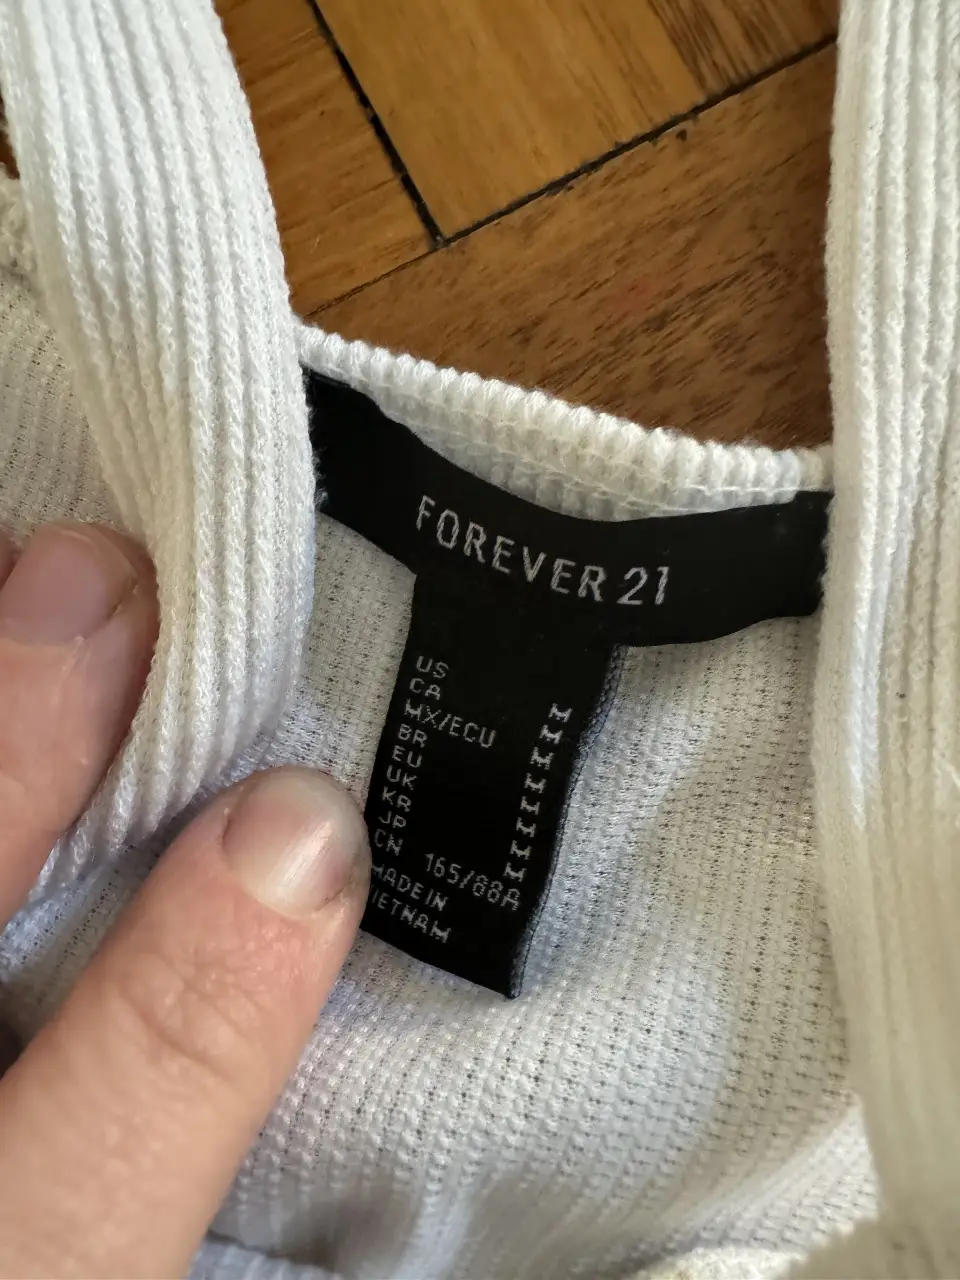 FOREVER 21
US M
CA M
MX/ECU M
BR M
EU M
UK M
KR M
JP M
CN 165/88A
MADE IN
VIETNAM